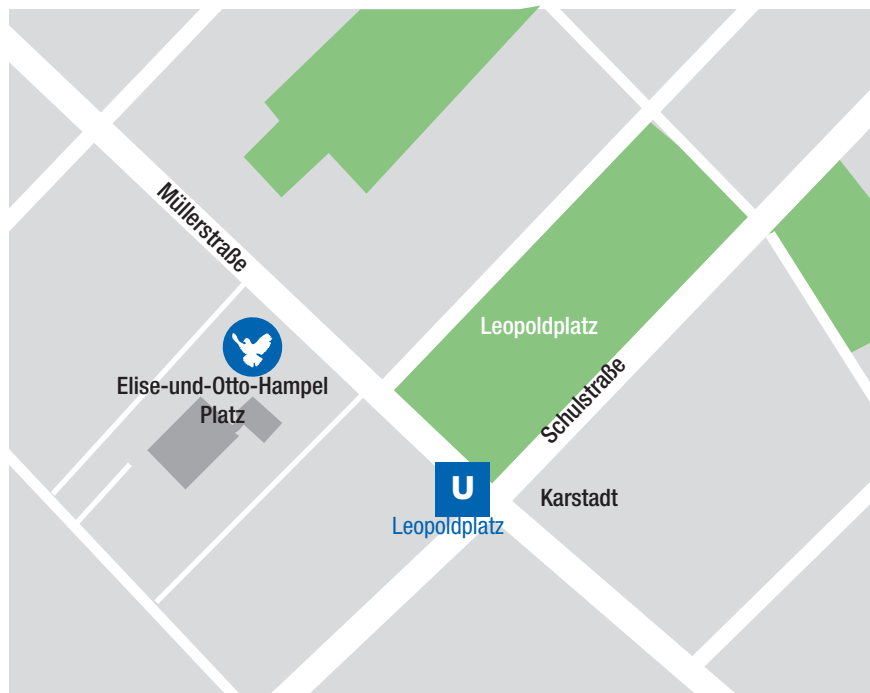 Müllerstraße
Leopoldplatz
Elise-und-Otto-Hampel
Platz
Schulstraße
U
Karstadt
Leopoldplatz